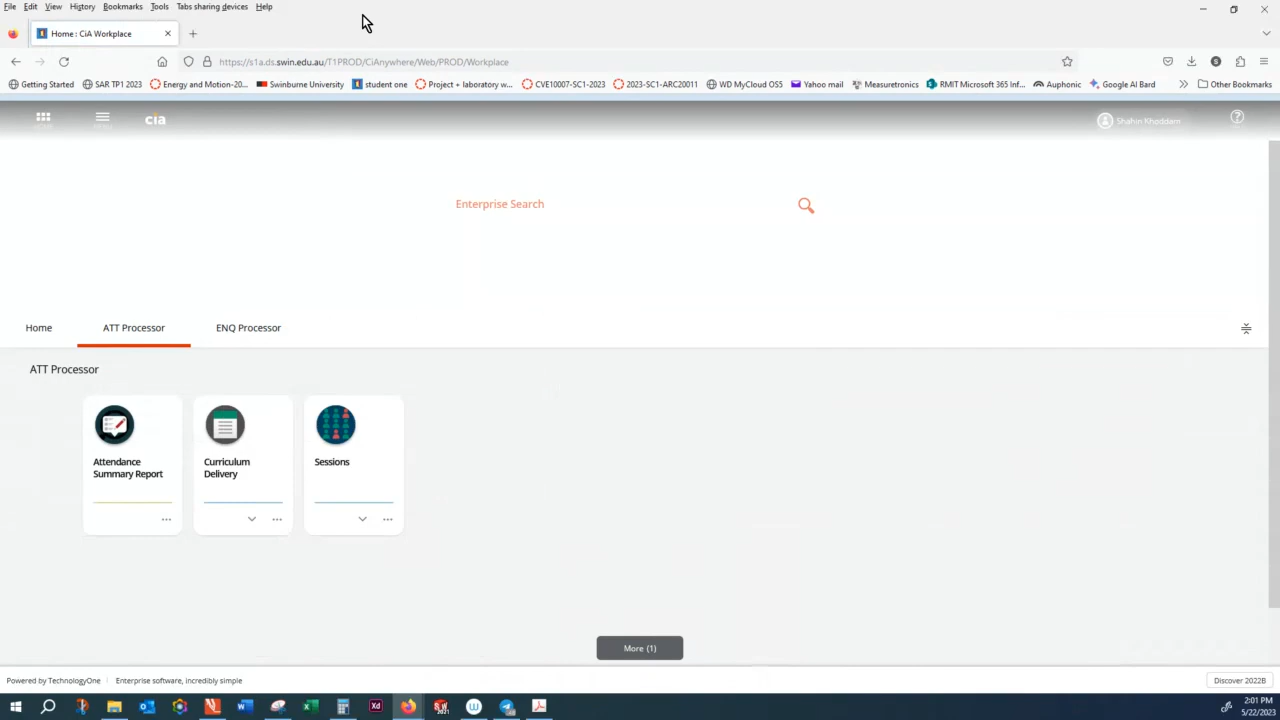 File Edit View History Bookmarks Tools Tabs sharing devices Help
Home : CiA Workplace
https://s1a.ds.swin.edu.au/T1PROD/CiAnywhere/Web/PROD/Workplace
Getting Started SAR TP1 2023 Energy and Motion-20... Swinburne University student one Project + laboratory w... CVE10007-SC1-2023 2023-SC1-ARC20011 WD MyCloud OS5 Yahoo mail Measuretronics RMIT Microsoft 365 Inf... Auphonic Google AI Bard Other Bookmarks
cia Shahin Khoddam
Enterprise Search
Home ATT Processor ENQ Processor
ATT Processor
Attendance Summary Report
Curriculum Delivery
Sessions
More (1)
Powered by TechnologyOne Enterprise software, incredibly simple Discover 2022B
2:01 PM
5/22/2023